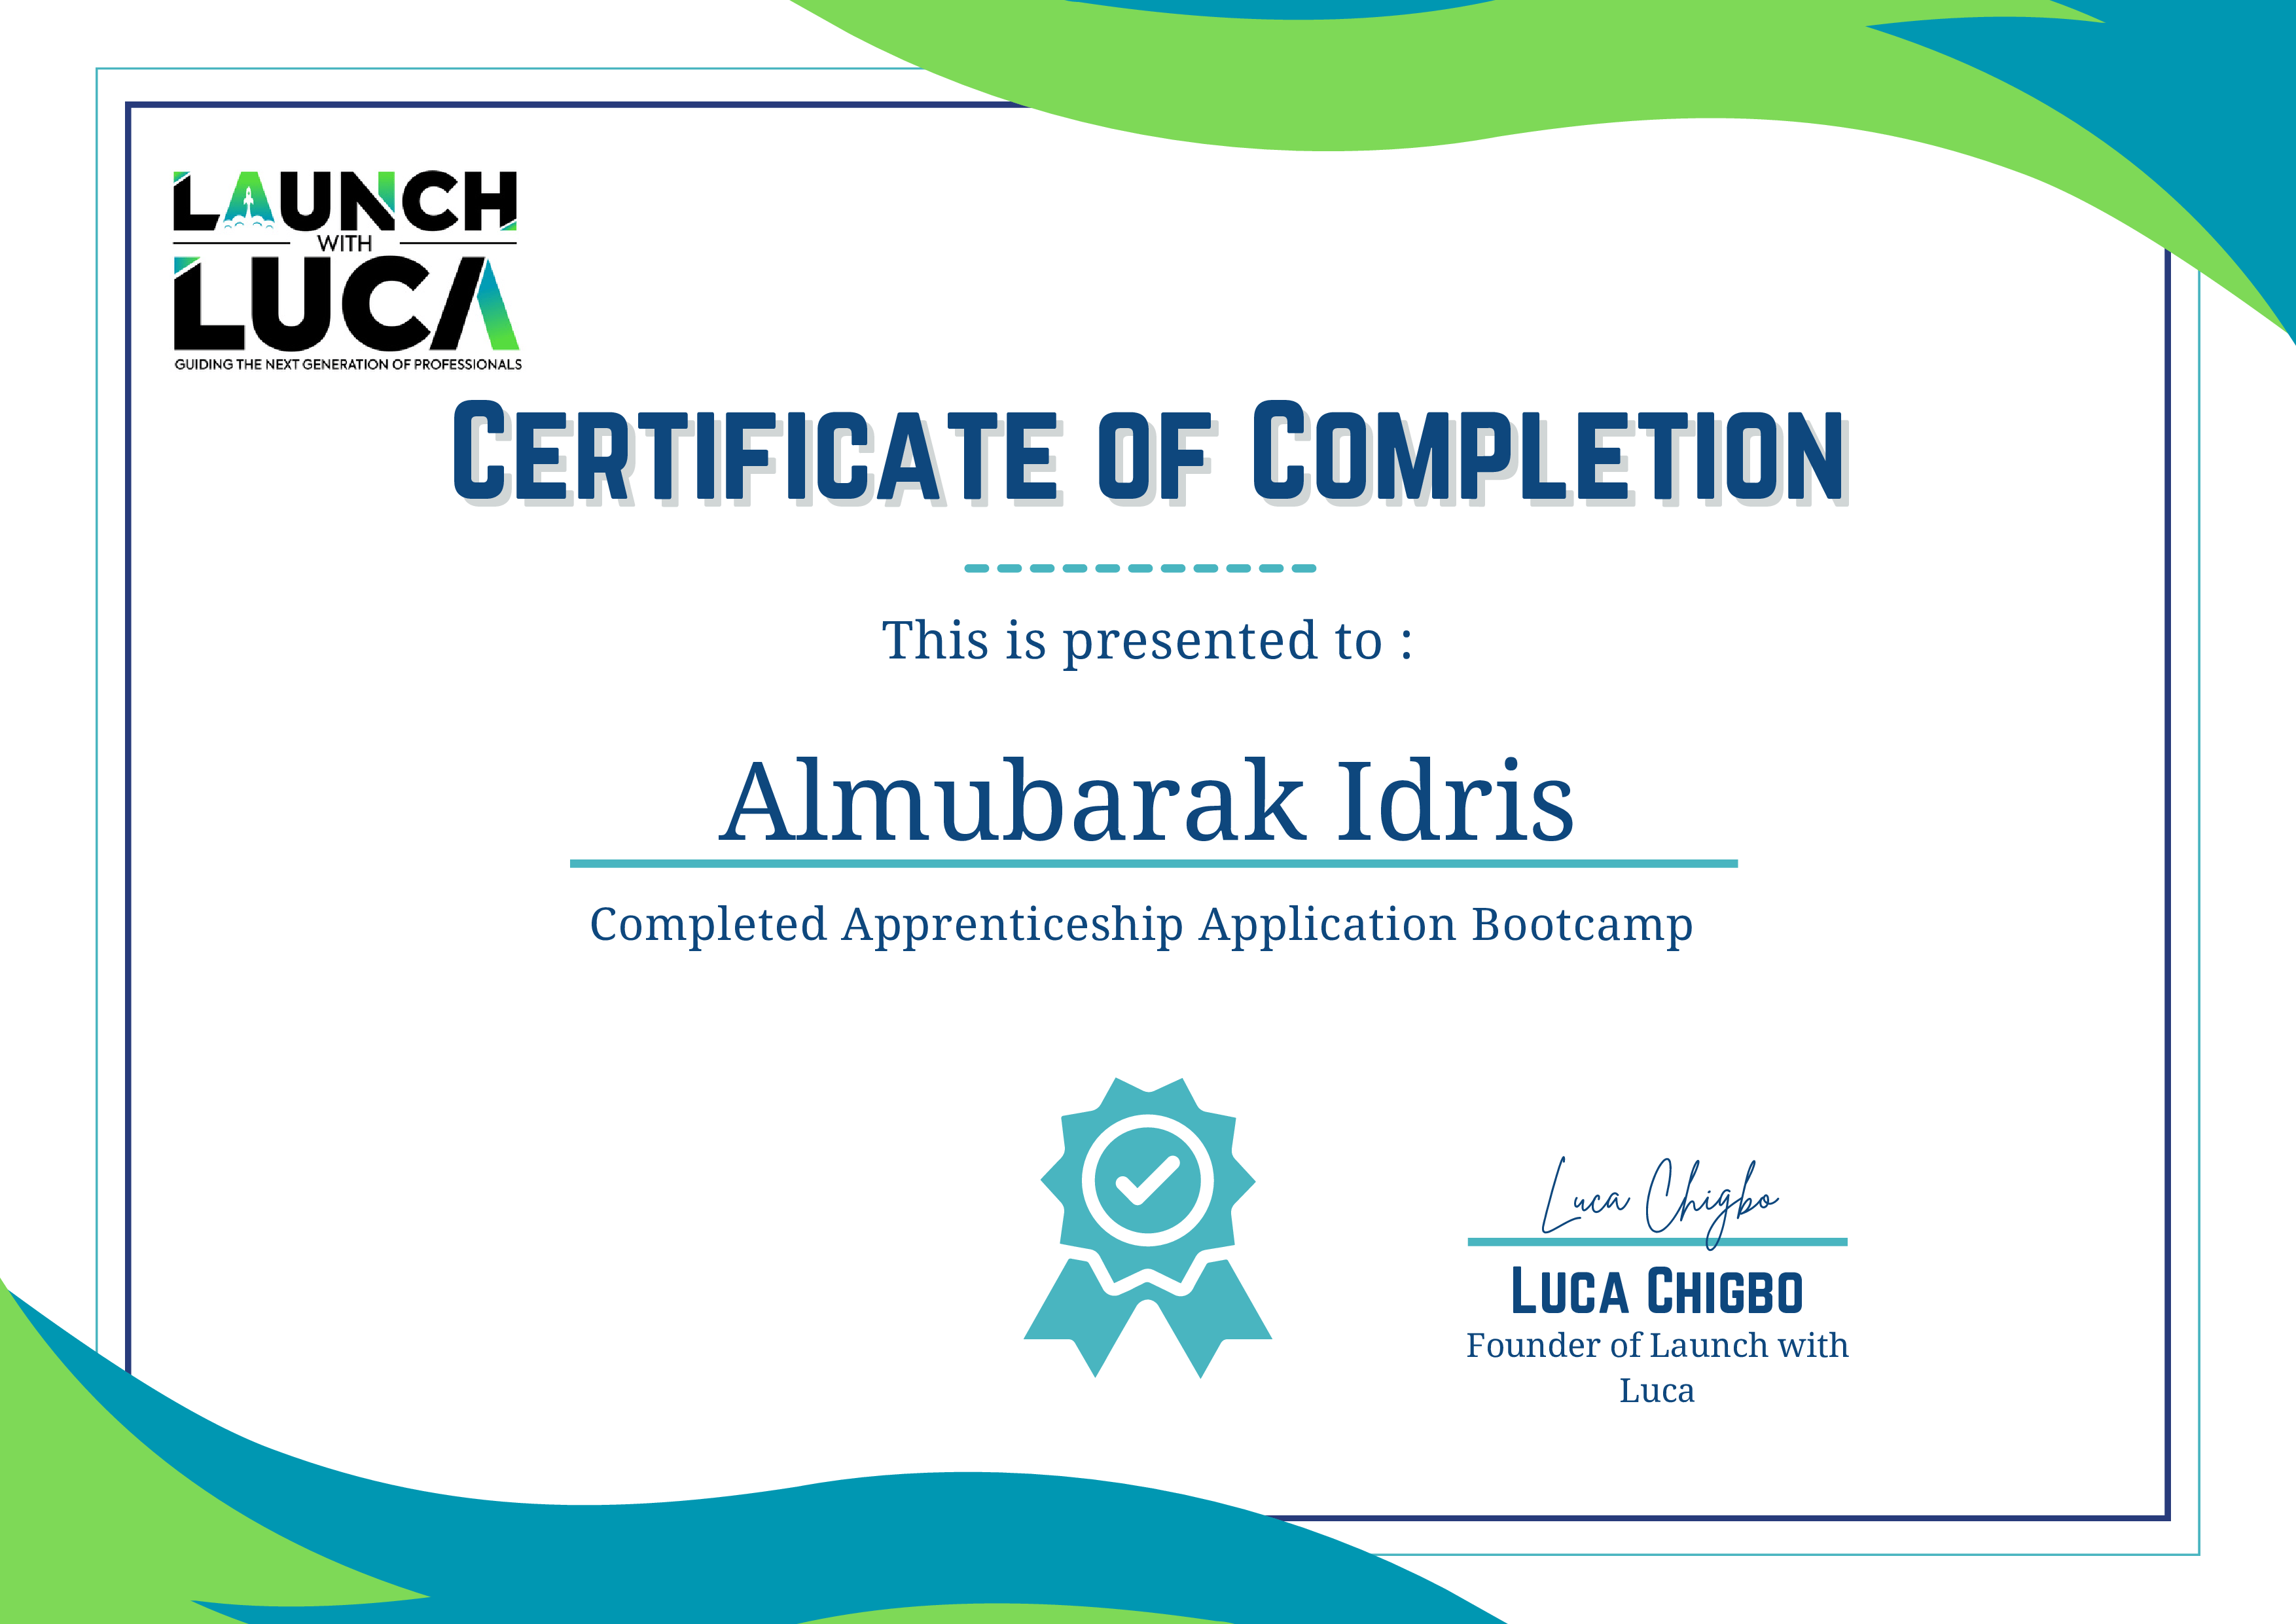 LAUNCH
WITH
LUCA
GUIDING THE NEXT GENERATION OF PROFESSIONALS
CERTIFICATE OF COMPLETION
This is presented to :
Almubarak Idris
Completed Apprenticeship Application Bootcamp
Luca Chigbo
LUCA CHIGBO
Founder of Launch with
Luca